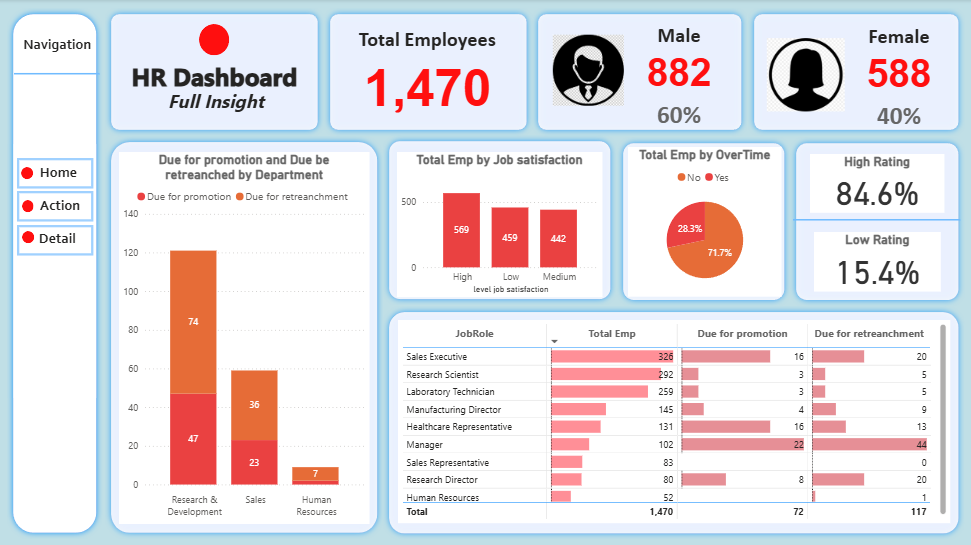 Navigation
Home
Action
Detail
HR Dashboard
Full Insight
Total Employees
1,470
Male
882
60%
Female
588
40%
Due for promotion and Due be
retreanched by Department
Due for promotion Due for retreanchment
140
120
100
80
60
40
20
0
74
47
36
23
7
Research &
Development
Sales
Human
Resources
Total Emp by Job satisfaction
500
0
569
459
442
High Low Medium
level job satisfaction
Total Emp by OverTime
No Yes
28.3%
71.7%
High Rating
84.6%
Low Rating
15.4%
JobRole Total Emp Due for promotion Due for retreanchment
Sales Executive 326 16 20
Research Scientist 292 3 5
Laboratory Technician 259 3 5
Manufacturing Director 145 4 9
Healthcare Representative 131 16 13
Manager 102 22 44
Sales Representative 83 0
Research Director 80 8 20
Human Resources 52 1
Total 1,470 72 117